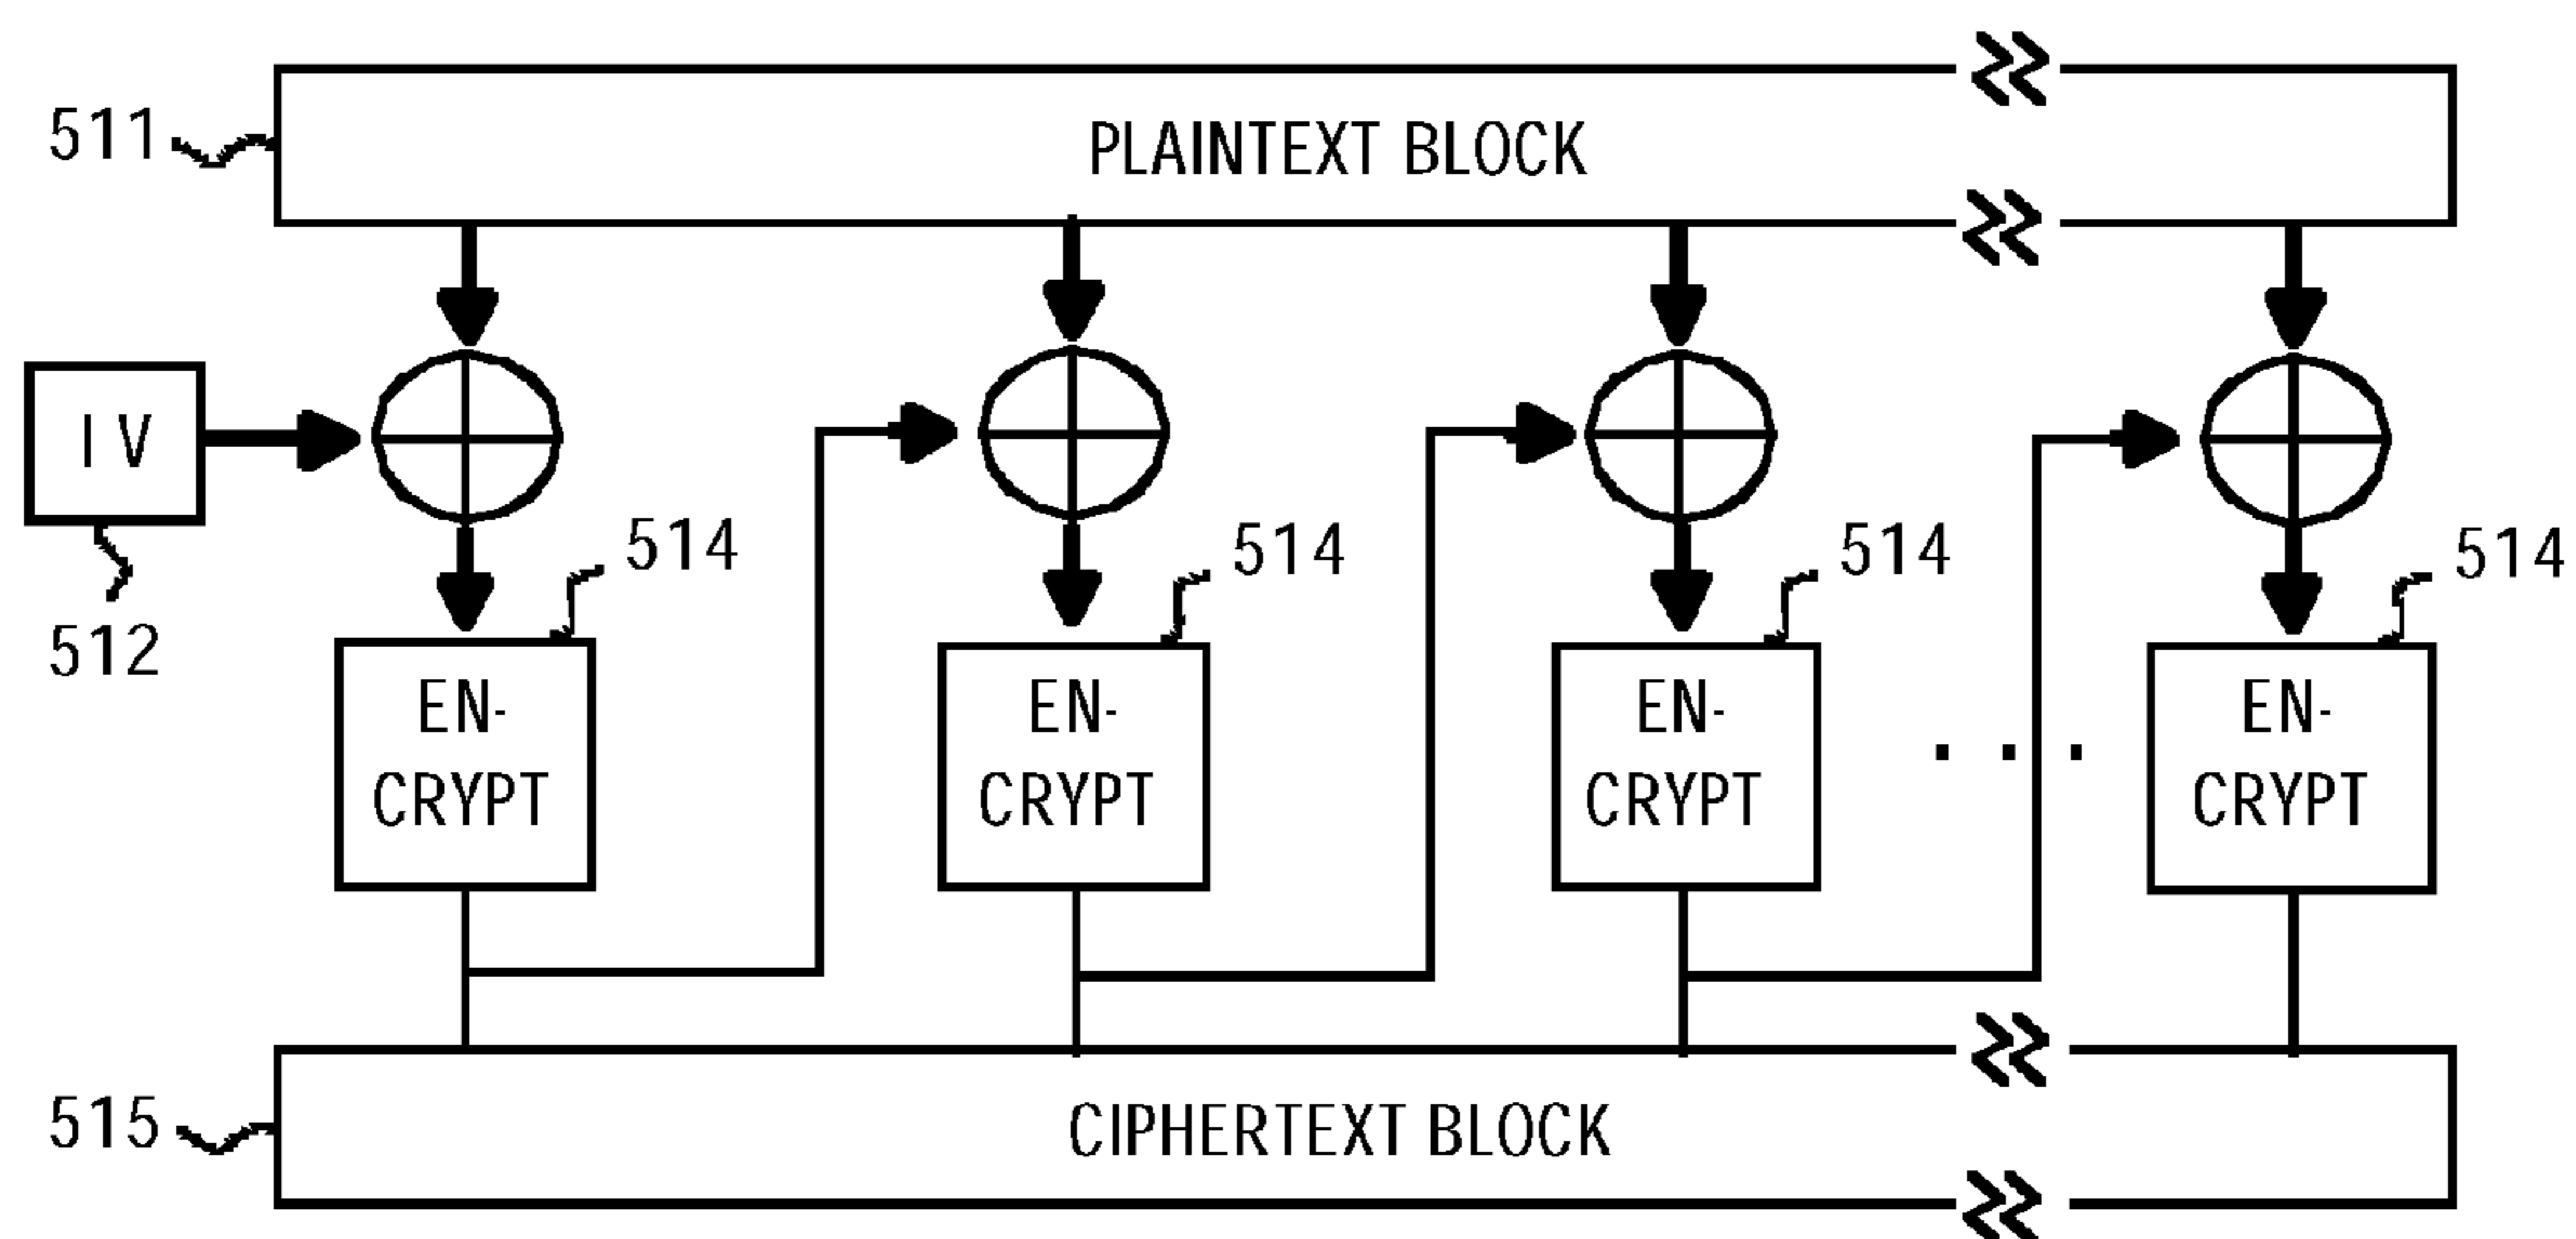 511
PLAINTEXT BLOCK
I V
512
514
514
514
514
EN-
CRYPT
EN-
CRYPT
EN-
CRYPT
. . .
EN-
CRYPT
515
CIPHERTEXT BLOCK